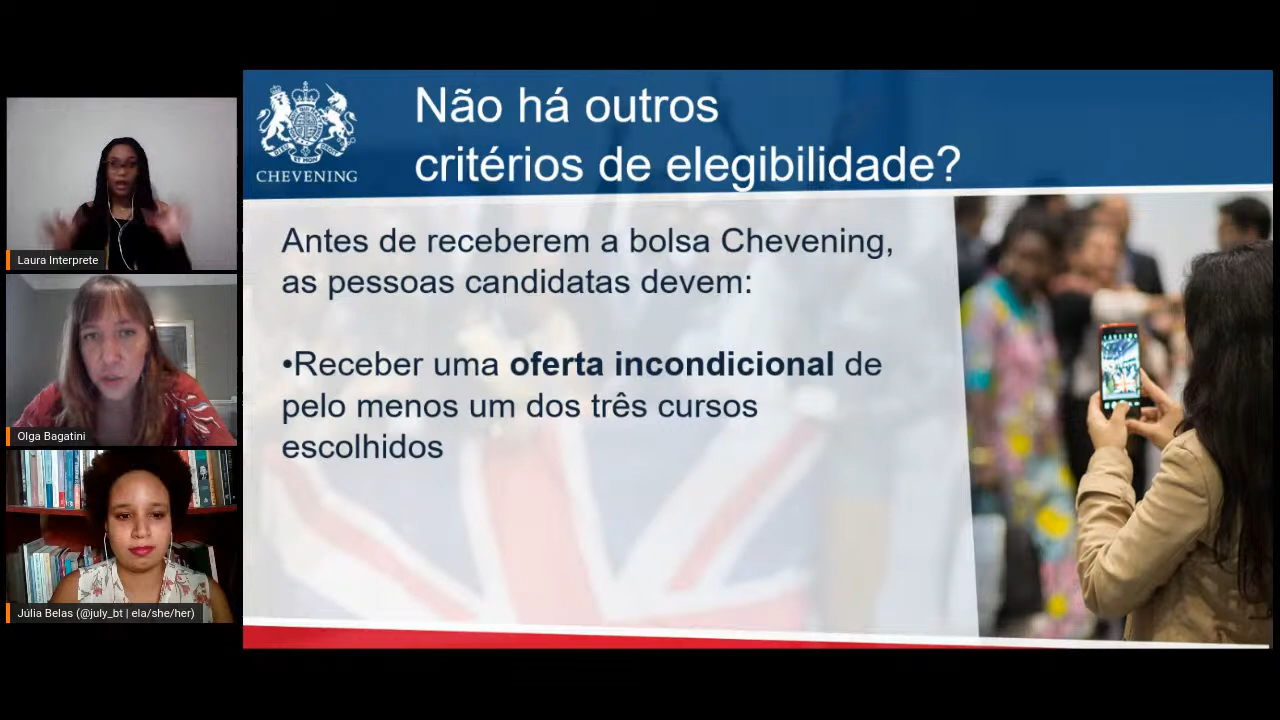 CHEVENING
Não há outros
critérios de elegibilidade?
Antes de receberem a bolsa Chevening,
as pessoas candidatas devem:
•Receber uma oferta incondicional de
pelo menos um dos três cursos
escolhidos
Laura Interprete
Olga Bagatini
Júlia Belas (@july_bt | ela/she/her)